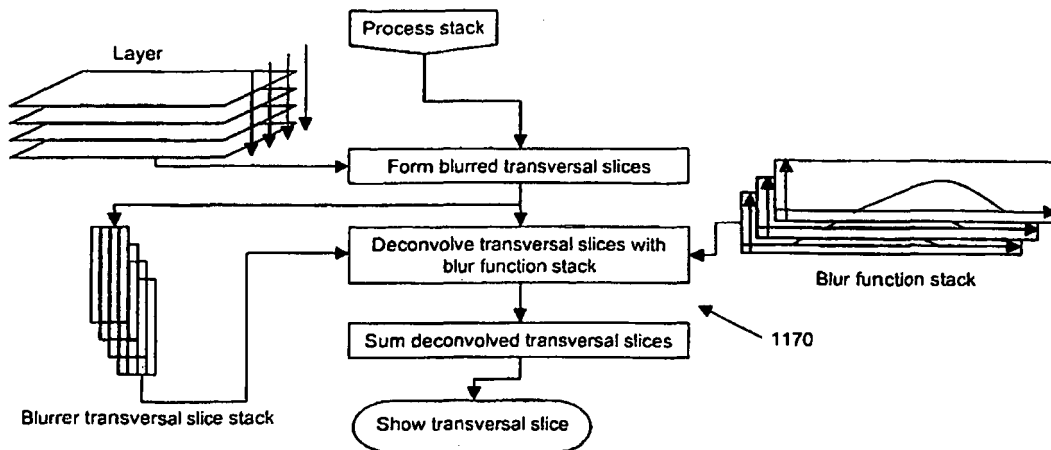 Process stack
Layer
Form blurred transversal slices
Deconvolve transversal slices with
blur function stack
Blur function stack
1170
Sum deconvolved transversal slices
Blurrer transversal slice stack
Show transversal slice